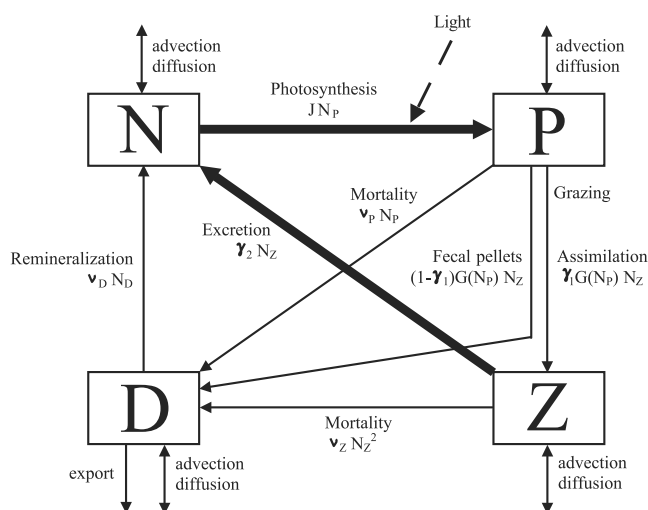 Light
advection
diffusion
advection
diffusion
Photosynthesis
J N_P
N
P
Mortality
ν_P N_P
Grazing
Excretion
γ_2 N_Z
Remineralization
ν_D N_D
Fecal pellets
(1-γ_1)G(N_P) N_Z
Assimilation
γ_1G(N_P) N_Z
D
Z
Mortality
ν_Z N_Z^2
export
advection
diffusion
advection
diffusion